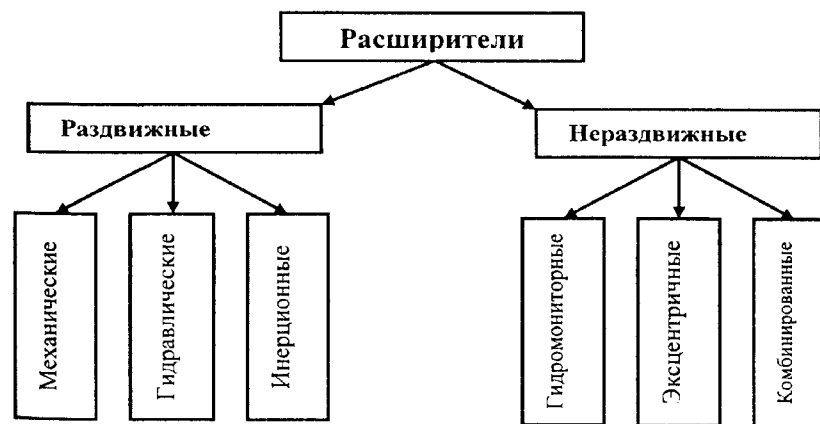 Расширители
Раздвижные
Нераздвижные
Механические
Гидравлические
Инерционные
Гидромониторные
Эксцентричные
Комбинированные